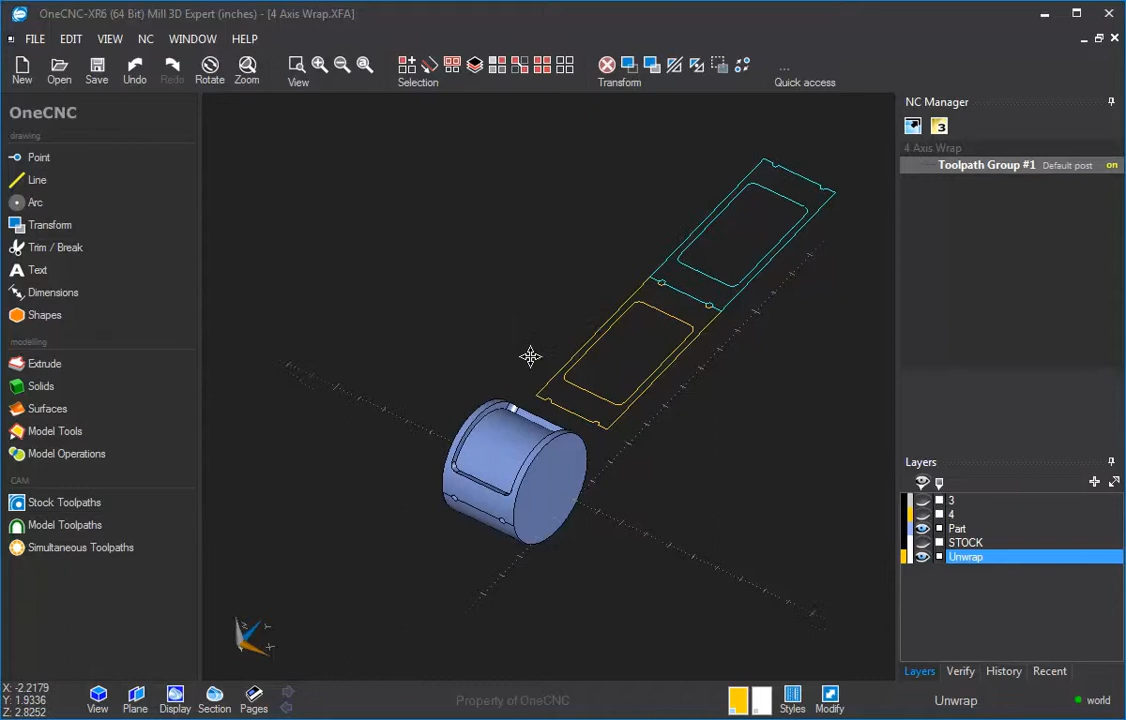 OneCNC-XR6 (64 Bit) Mill 3D Expert (inches) - [4 Axis Wrap.XFA]
FILE EDIT VIEW NC WINDOW HELP
New Open Save Undo Redo Rotate Zoom View Selection Transform ... Quick access
OneCNC
drawing
Point
Line
Arc
Transform
Trim / Break
Text
Dimensions
Shapes
modelling
Extrude
Solids
Surfaces
Model Tools
Model Operations
CAM
Stock Toolpaths
Model Toolpaths
Simultaneous Toolpaths
NC Manager
3
4 Axis Wrap
Toolpath Group #1 Default post on
Layers
3
4
Part
STOCK
Unwrap
Layers Verify History Recent
X: -2.2179
Y: 1.9336
Z: 2.8252
View Plane Display Section Pages
Property of OneCNC
Styles Modify
Unwrap
world
Z Y X